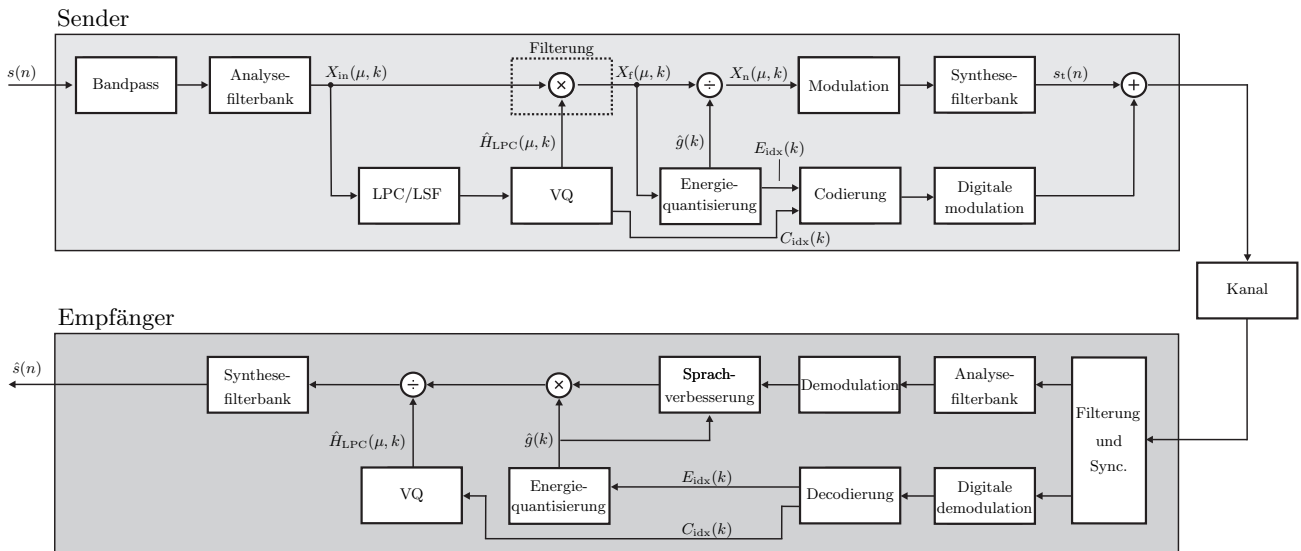 Sender
s(n)
Bandpass
Analyse-
filterbank
X_in(μ, k)
Filterung
×
X_f(μ, k)
÷
X_n(μ, k)
Modulation
Synthese-
filterbank
s_t(n)
+
Ĥ_LPC(μ, k)
ĝ(k)
E_idx(k)
LPC/LSF
VQ
Energie-
quantisierung
Codierung
Digitale
modulation
C_idx(k)
Kanal
Empfänger
ŝ(n)
Synthese-
filterbank
÷
×
Sprach-
verbesserung
Demodulation
Analyse-
filterbank
Filterung
und
Sync.
Ĥ_LPC(μ, k)
ĝ(k)
VQ
Energie-
quantisierung
E_idx(k)
Decodierung
Digitale
demodulation
C_idx(k)